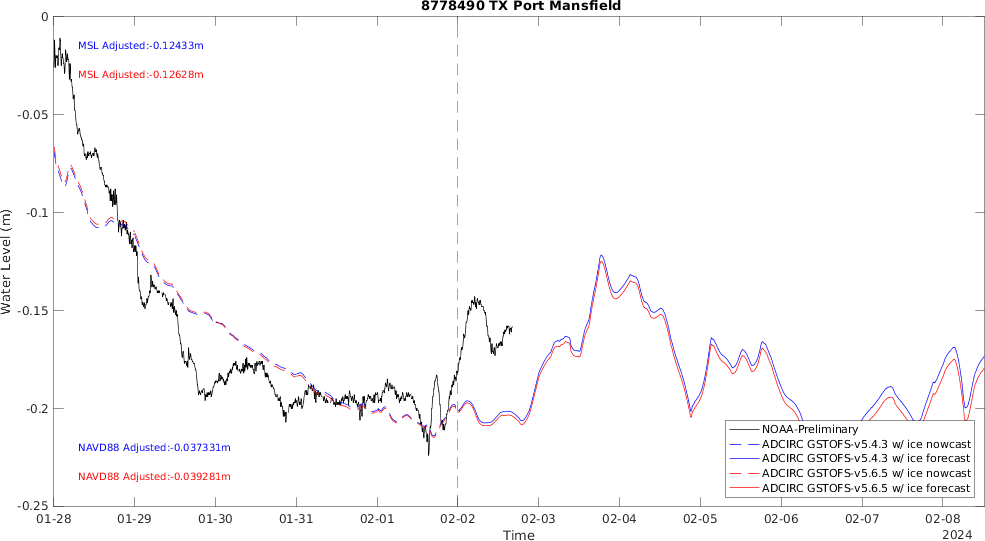 8778490 TX Port Mansfield
0
MSL Adjusted:-0.12433m
MSL Adjusted:-0.12628m
-0.05
-0.1
-0.15
-0.2
-0.25
Water Level (m)
NAVD88 Adjusted:-0.037331m
NAVD88 Adjusted:-0.039281m
NOAA-Preliminary
ADCIRC GSTOFS-v5.4.3 w/ ice nowcast
ADCIRC GSTOFS-v5.4.3 w/ ice forecast
ADCIRC GSTOFS-v5.6.5 w/ ice nowcast
ADCIRC GSTOFS-v5.6.5 w/ ice forecast
01-28 01-29 01-30 01-31 02-01 02-02 02-03 02-04 02-05 02-06 02-07 02-08
Time
2024